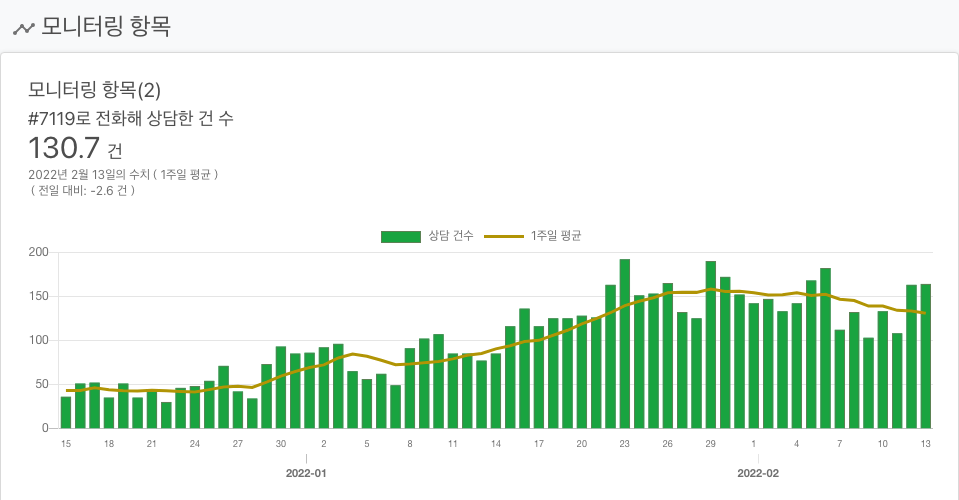 모니터링 항목
모니터링 항목(2)
#7119로 전화해 상담한 건 수
130.7 건
2022년 2월 13일의 수치 ( 1주일 평균 )
( 전일 대비: -2.6 건 )
상담 건수 1주일 평균
200
150
100
50
0
15 18 21 24 27 30 2 5 8 11 14 17 20 23 26 29 1 4 7 10 13
2022-01 2022-02